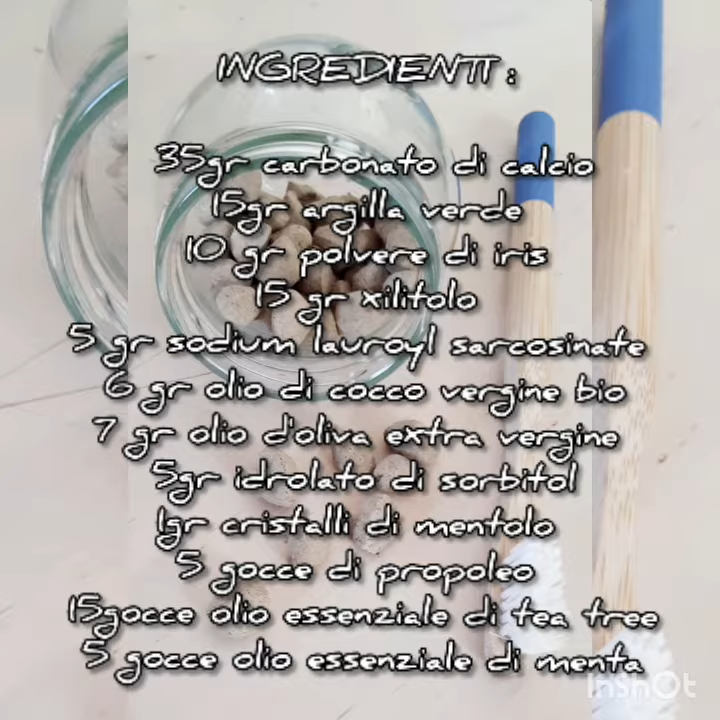 INGREDIENTI :
35gr carbonato di calcio
15gr argilla verde
10 gr polvere di iris
15 gr xilitolo
5 gr sodium lauroyl sarcosinate
6 gr olio di cocco vergine bio
7 gr olio d'oliva extra vergine
5gr idrolato di sorbitol
1gr cristalli di mentolo
5 gocce di propoleo
15gocce olio essenziale di tea tree
5 gocce olio essenziale di menta
InShOt